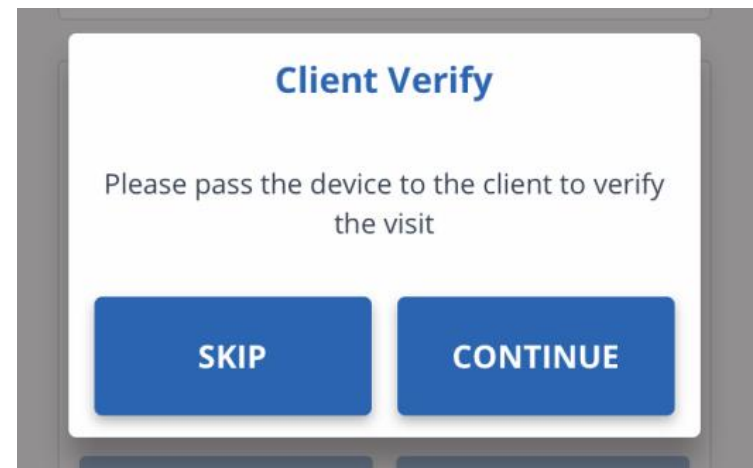 Client Verify
Please pass the device to the client to verify
the visit
SKIP
CONTINUE